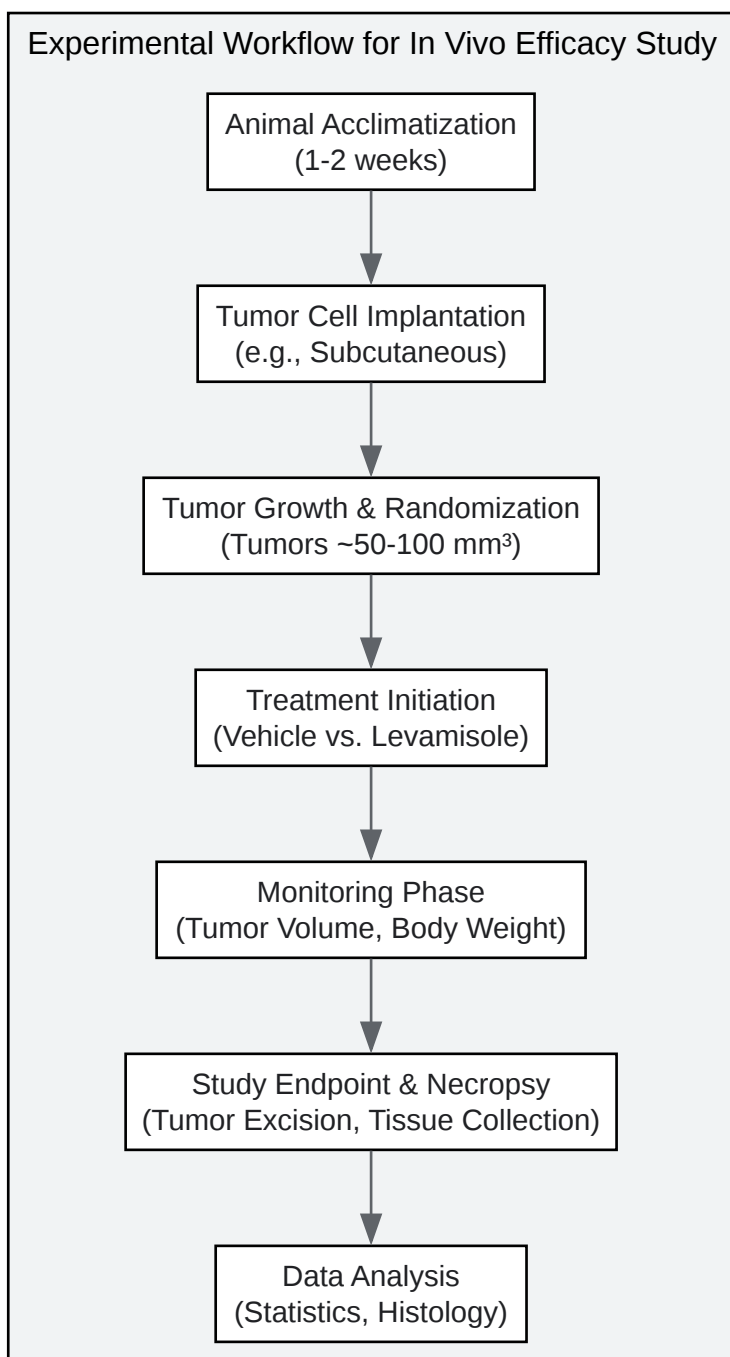 Experimental Workflow for In Vivo Efficacy Study
Animal Acclimatization
(1-2 weeks)
Tumor Cell Implantation
(e.g., Subcutaneous)
Tumor Growth & Randomization
(Tumors ~50-100 mm³)
Treatment Initiation
(Vehicle vs. Levamisole)
Monitoring Phase
(Tumor Volume, Body Weight)
Study Endpoint & Necropsy
(Tumor Excision, Tissue Collection)
Data Analysis
(Statistics, Histology)